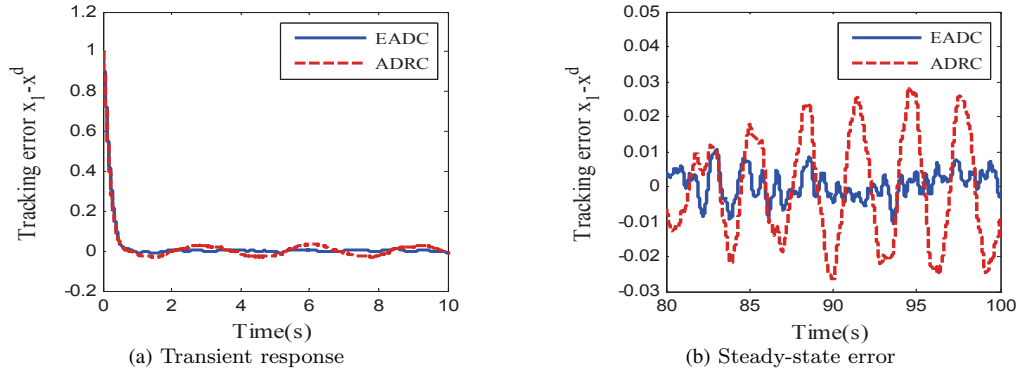 1.2
1
0.8
0.6
0.4
0.2
0
-0.2
Tracking error x1-xd
EADC
ADRC
0
2
4
6
8
10
Time(s)
(a) Transient response
0.05
0.04
0.03
0.02
0.01
0
-0.01
-0.02
-0.03
Tracking error x1-xd
EADC
ADRC
80
85
90
95
100
Time(s)
(b) Steady-state error